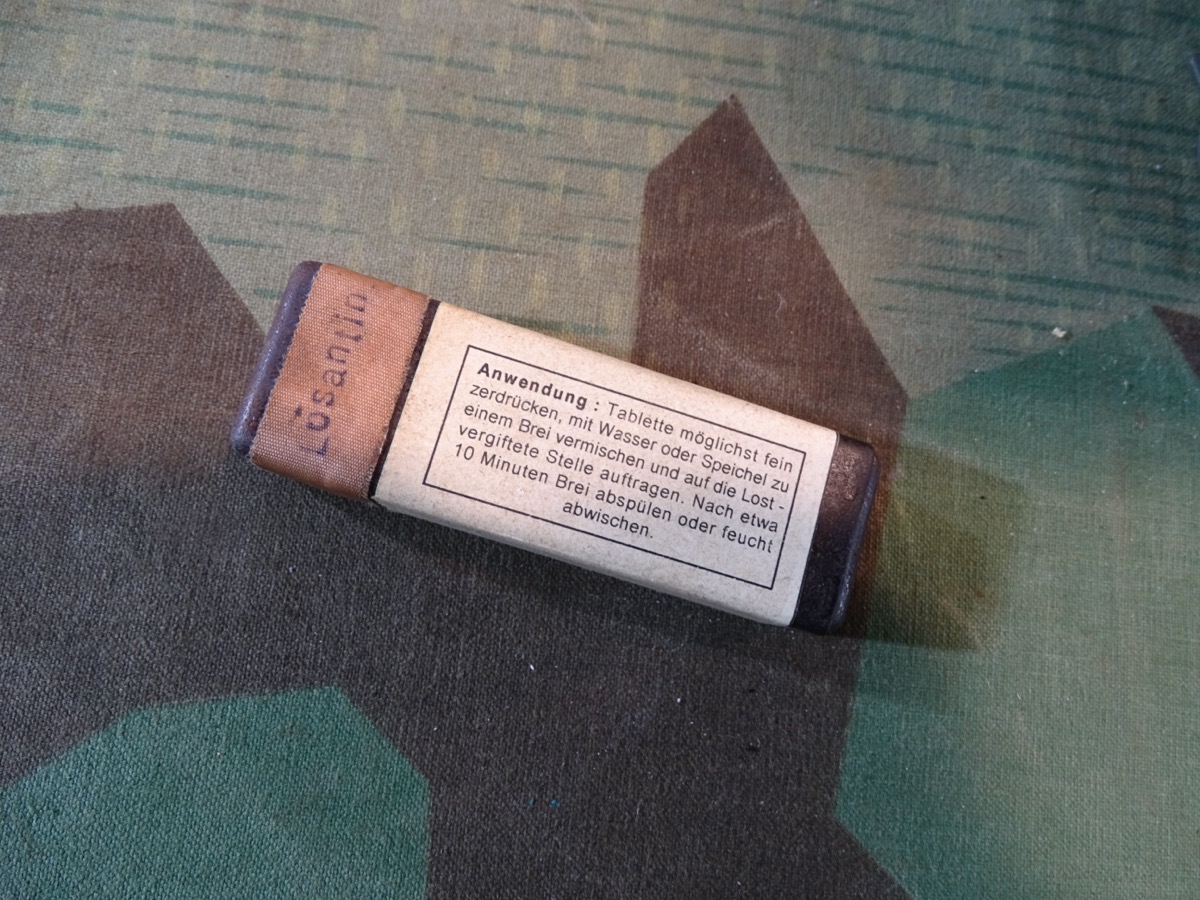 Lösantin
Anwendung : Tablette möglichst fein
zerdrücken, mit Wasser oder Speichel zu
einem Brei vermischen und auf die Lost -
vergiftete Stelle auftragen. Nach etwa
10 Minuten Brei abspülen oder feucht
abwischen.